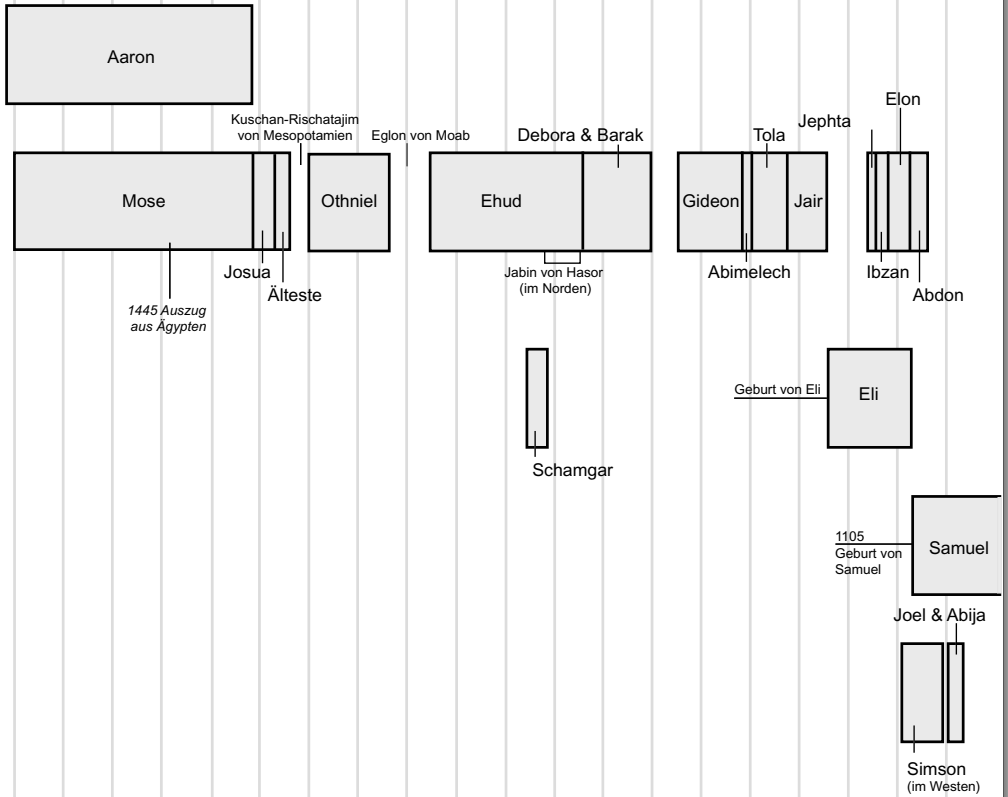 Aaron
Kuschan-Rischatajim
von Mesopotamien
Eglon von Moab
Debora & Barak
Tola
Jephta
Elon
Mose
Othniel
Ehud
Gideon
Jair
Josua
Älteste
1445 Auszug
aus Ägypten
Jabin von Hasor
(im Norden)
Abimelech
Ibzan
Abdon
Geburt von Eli
Eli
Schamgar
1105
Geburt von
Samuel
Samuel
Joel & Abija
Simson
(im Westen)